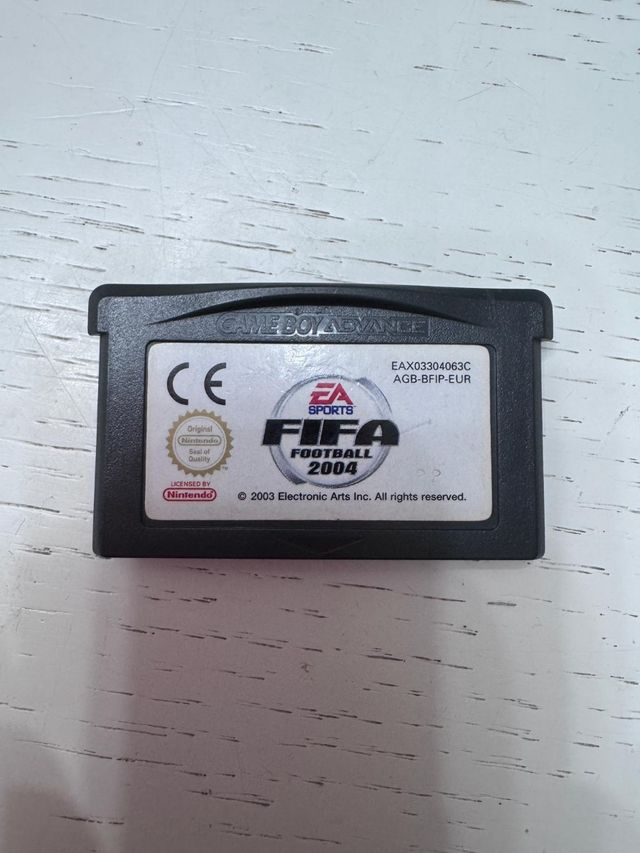 GAME BOY ADVANCE
CE
EAX03304063C
AGB-BFIP-EUR
EA
SPORTS
FIFA
FOOTBALL
2004
Original
Nintendo
Seal of
Quality
LICENSED BY
Nintendo
© 2003 Electronic Arts Inc. All rights reserved.